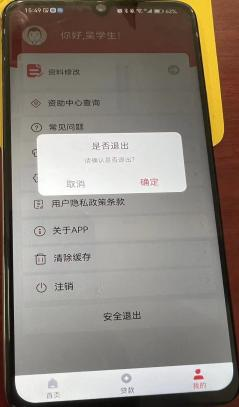 15:49
62%
你好,吴学生!
资料修改
资助中心查询
常见问题
是否退出
请确认是否退出?
取消
确定
用户隐私政策条款
关于APP
清除缓存
注销
安全退出
首页
贷款
我的